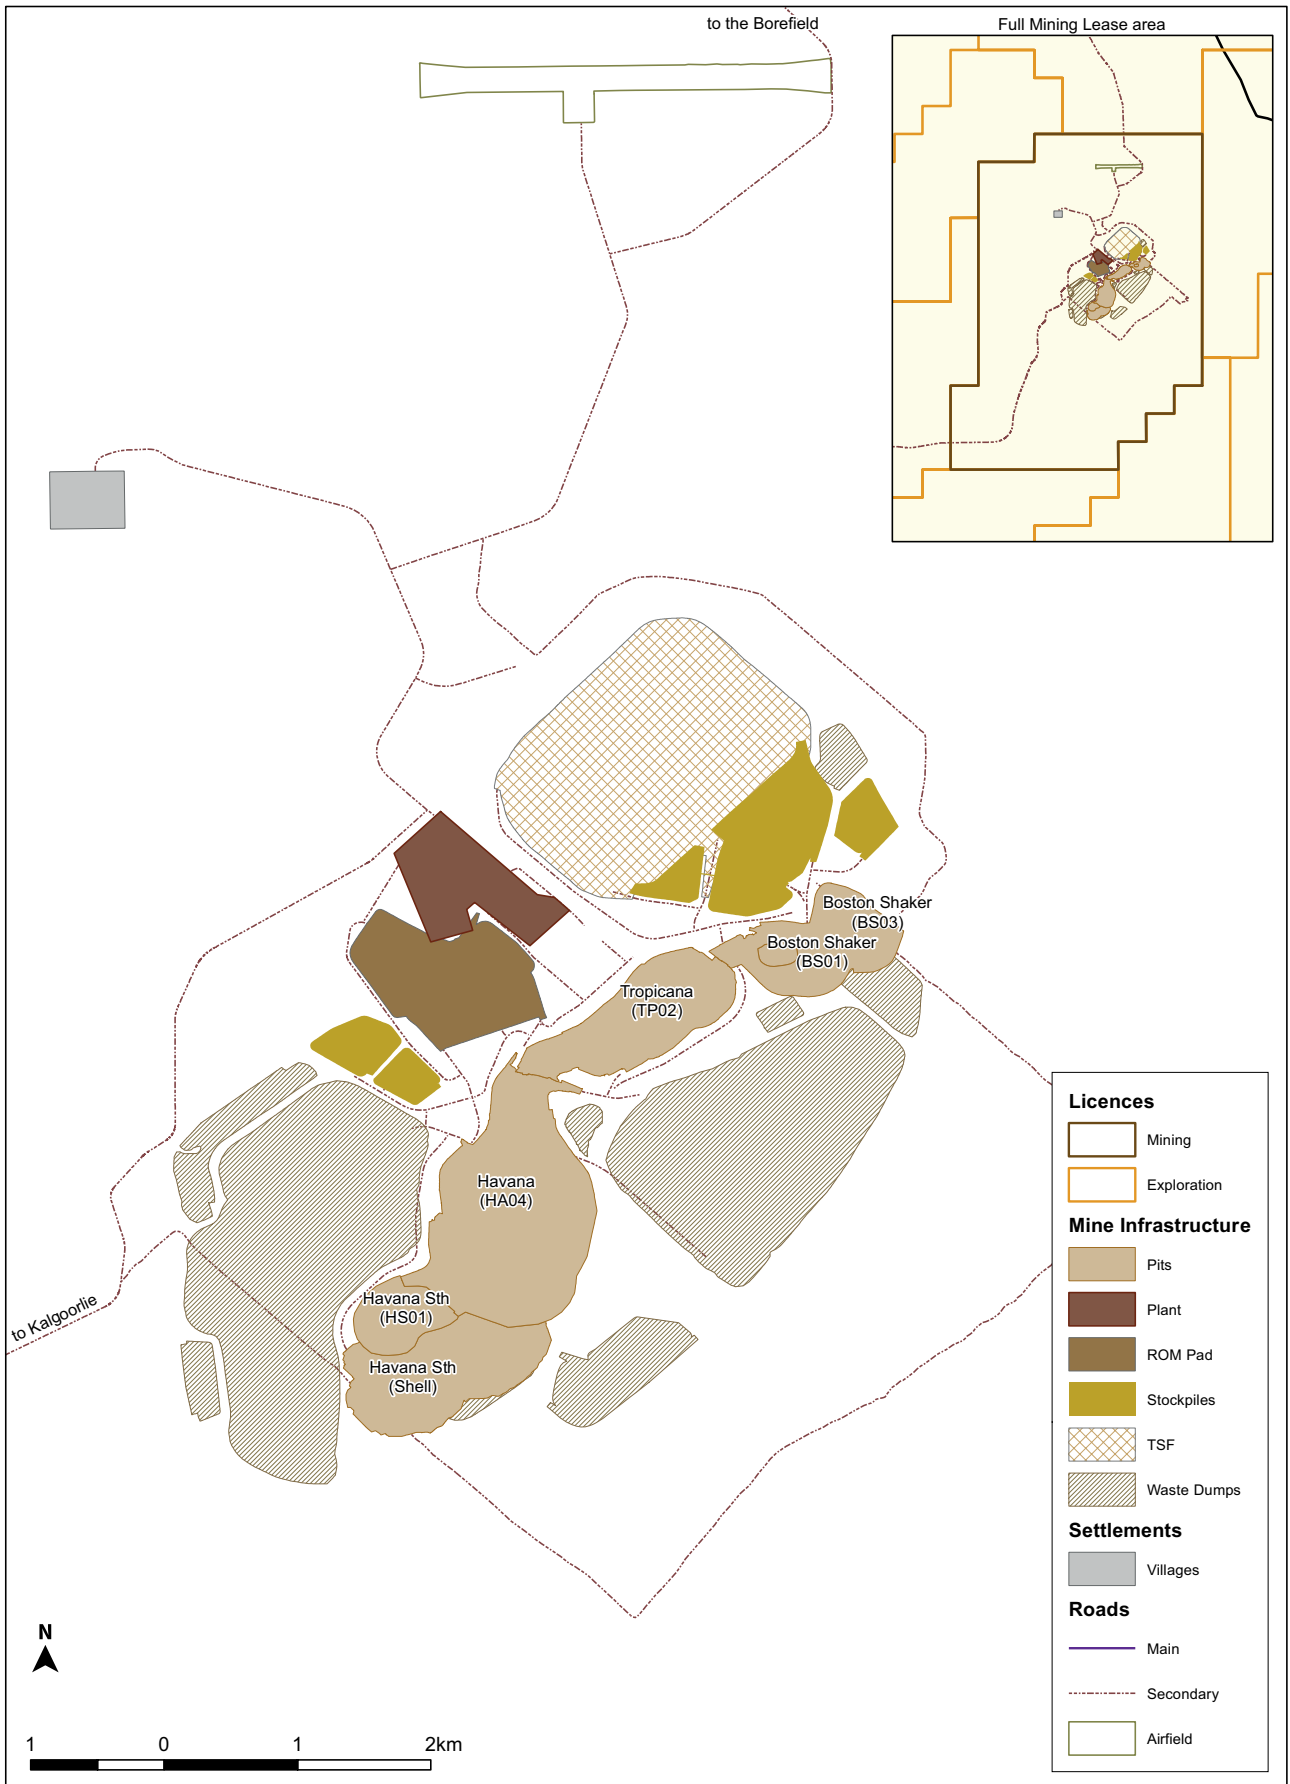 to the Borefield
Full Mining Lease area
Boston Shaker
(BS03)
Boston Shaker
(BS01)
Tropicana
(TP02)
Havana
(HA04)
Havana Sth
(HS01)
Havana Sth
(Shell)
to Kalgoorlie
Licences
Mining
Exploration
Mine Infrastructure
Pits
Plant
ROM Pad
Stockpiles
TSF
Waste Dumps
Settlements
Villages
Roads
Main
Secondary
Airfield
N
1 0 1 2km